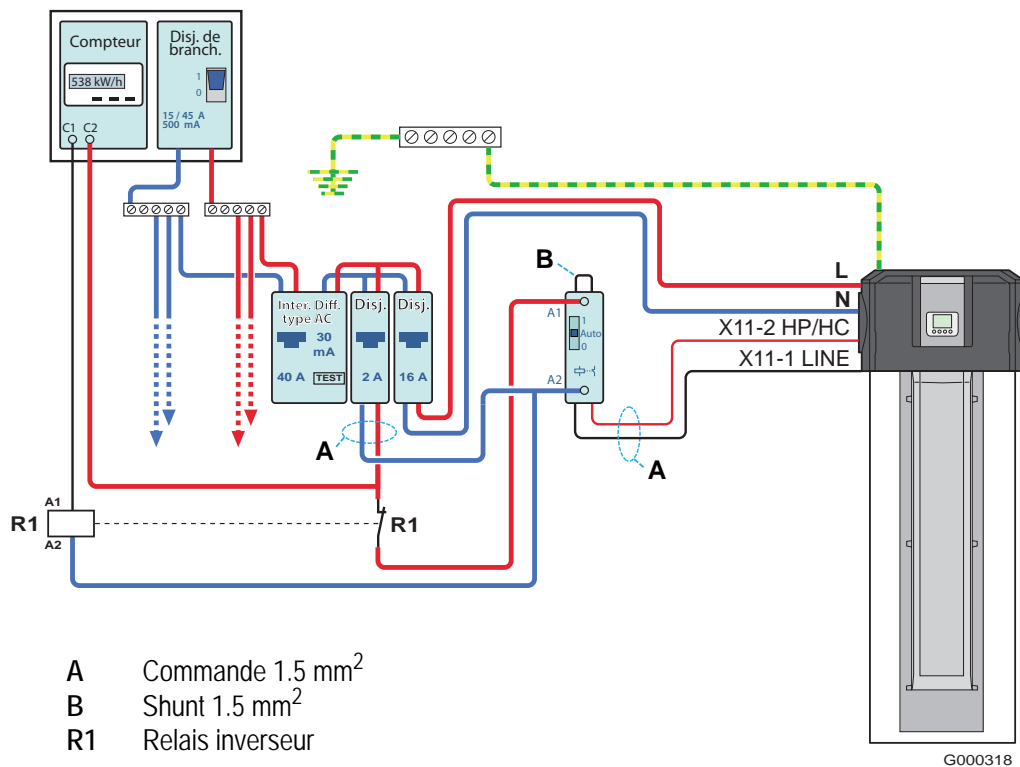 Compteur
538 kW/h
C1 C2
Disj. de
branch.
1
0
15 / 45 A
500 mA
Inter. Diff.
type AC
30
mA
40 A TEST
Disj.
2 A
Disj.
16 A
A
B
A1
1
Auto
0
A2
A
L
N
X11-2 HP/HC
X11-1 LINE
A1
R1
A2
R1
A Commande 1.5 mm²
B Shunt 1.5 mm²
R1 Relais inverseur
G000318